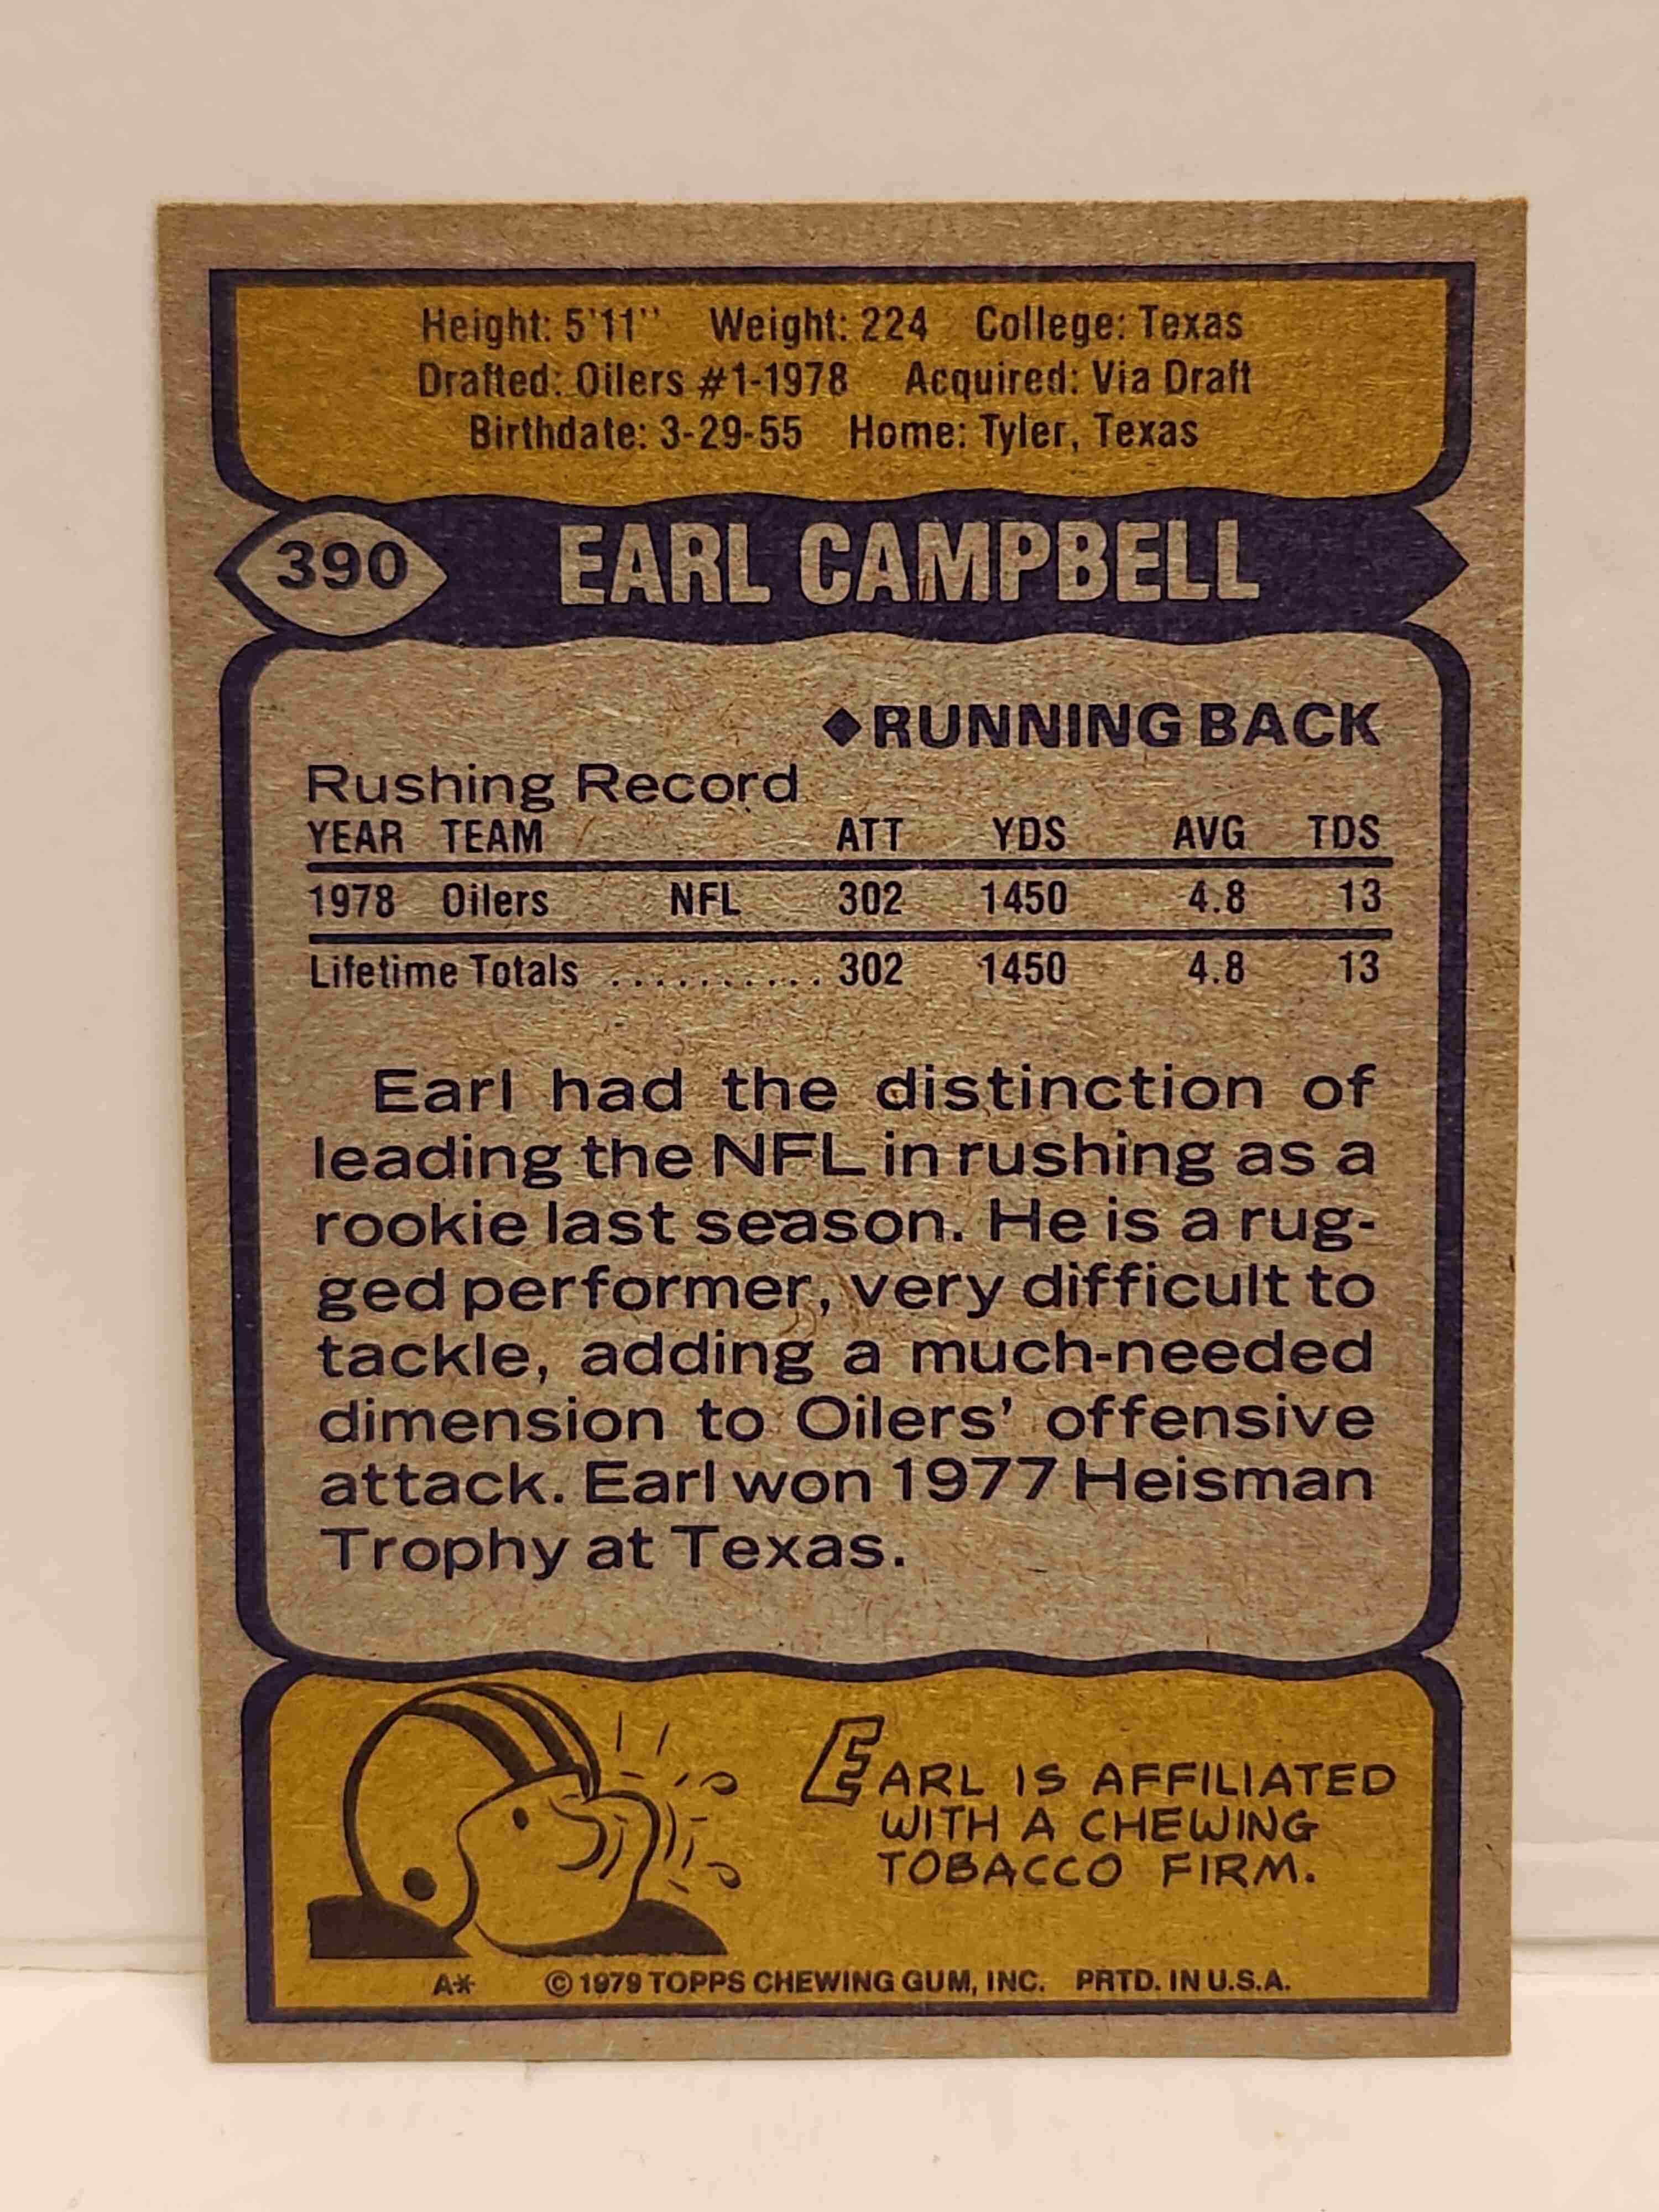 Height: 5'11'' Weight: 224 College: Texas
Drafted: Oilers #1-1978 Acquired: Via Draft
Birthdate: 3-29-55 Home: Tyler, Texas
390 EARL CAMPBELL
◆RUNNING BACK
Rushing Record
YEAR TEAM ATT YDS AVG TDS
1978 Oilers NFL 302 1450 4.8 13
Lifetime Totals .......... 302 1450 4.8 13
Earl had the distinction of
leading the NFL in rushing as a
rookie last season. He is a rug-
ged performer, very difficult to
tackle, adding a much-needed
dimension to Oilers' offensive
attack. Earl won 1977 Heisman
Trophy at Texas.
EARL IS AFFILIATED
WITH A CHEWING
TOBACCO FIRM.
A* © 1979 TOPPS CHEWING GUM, INC. PRTD. IN U.S.A.